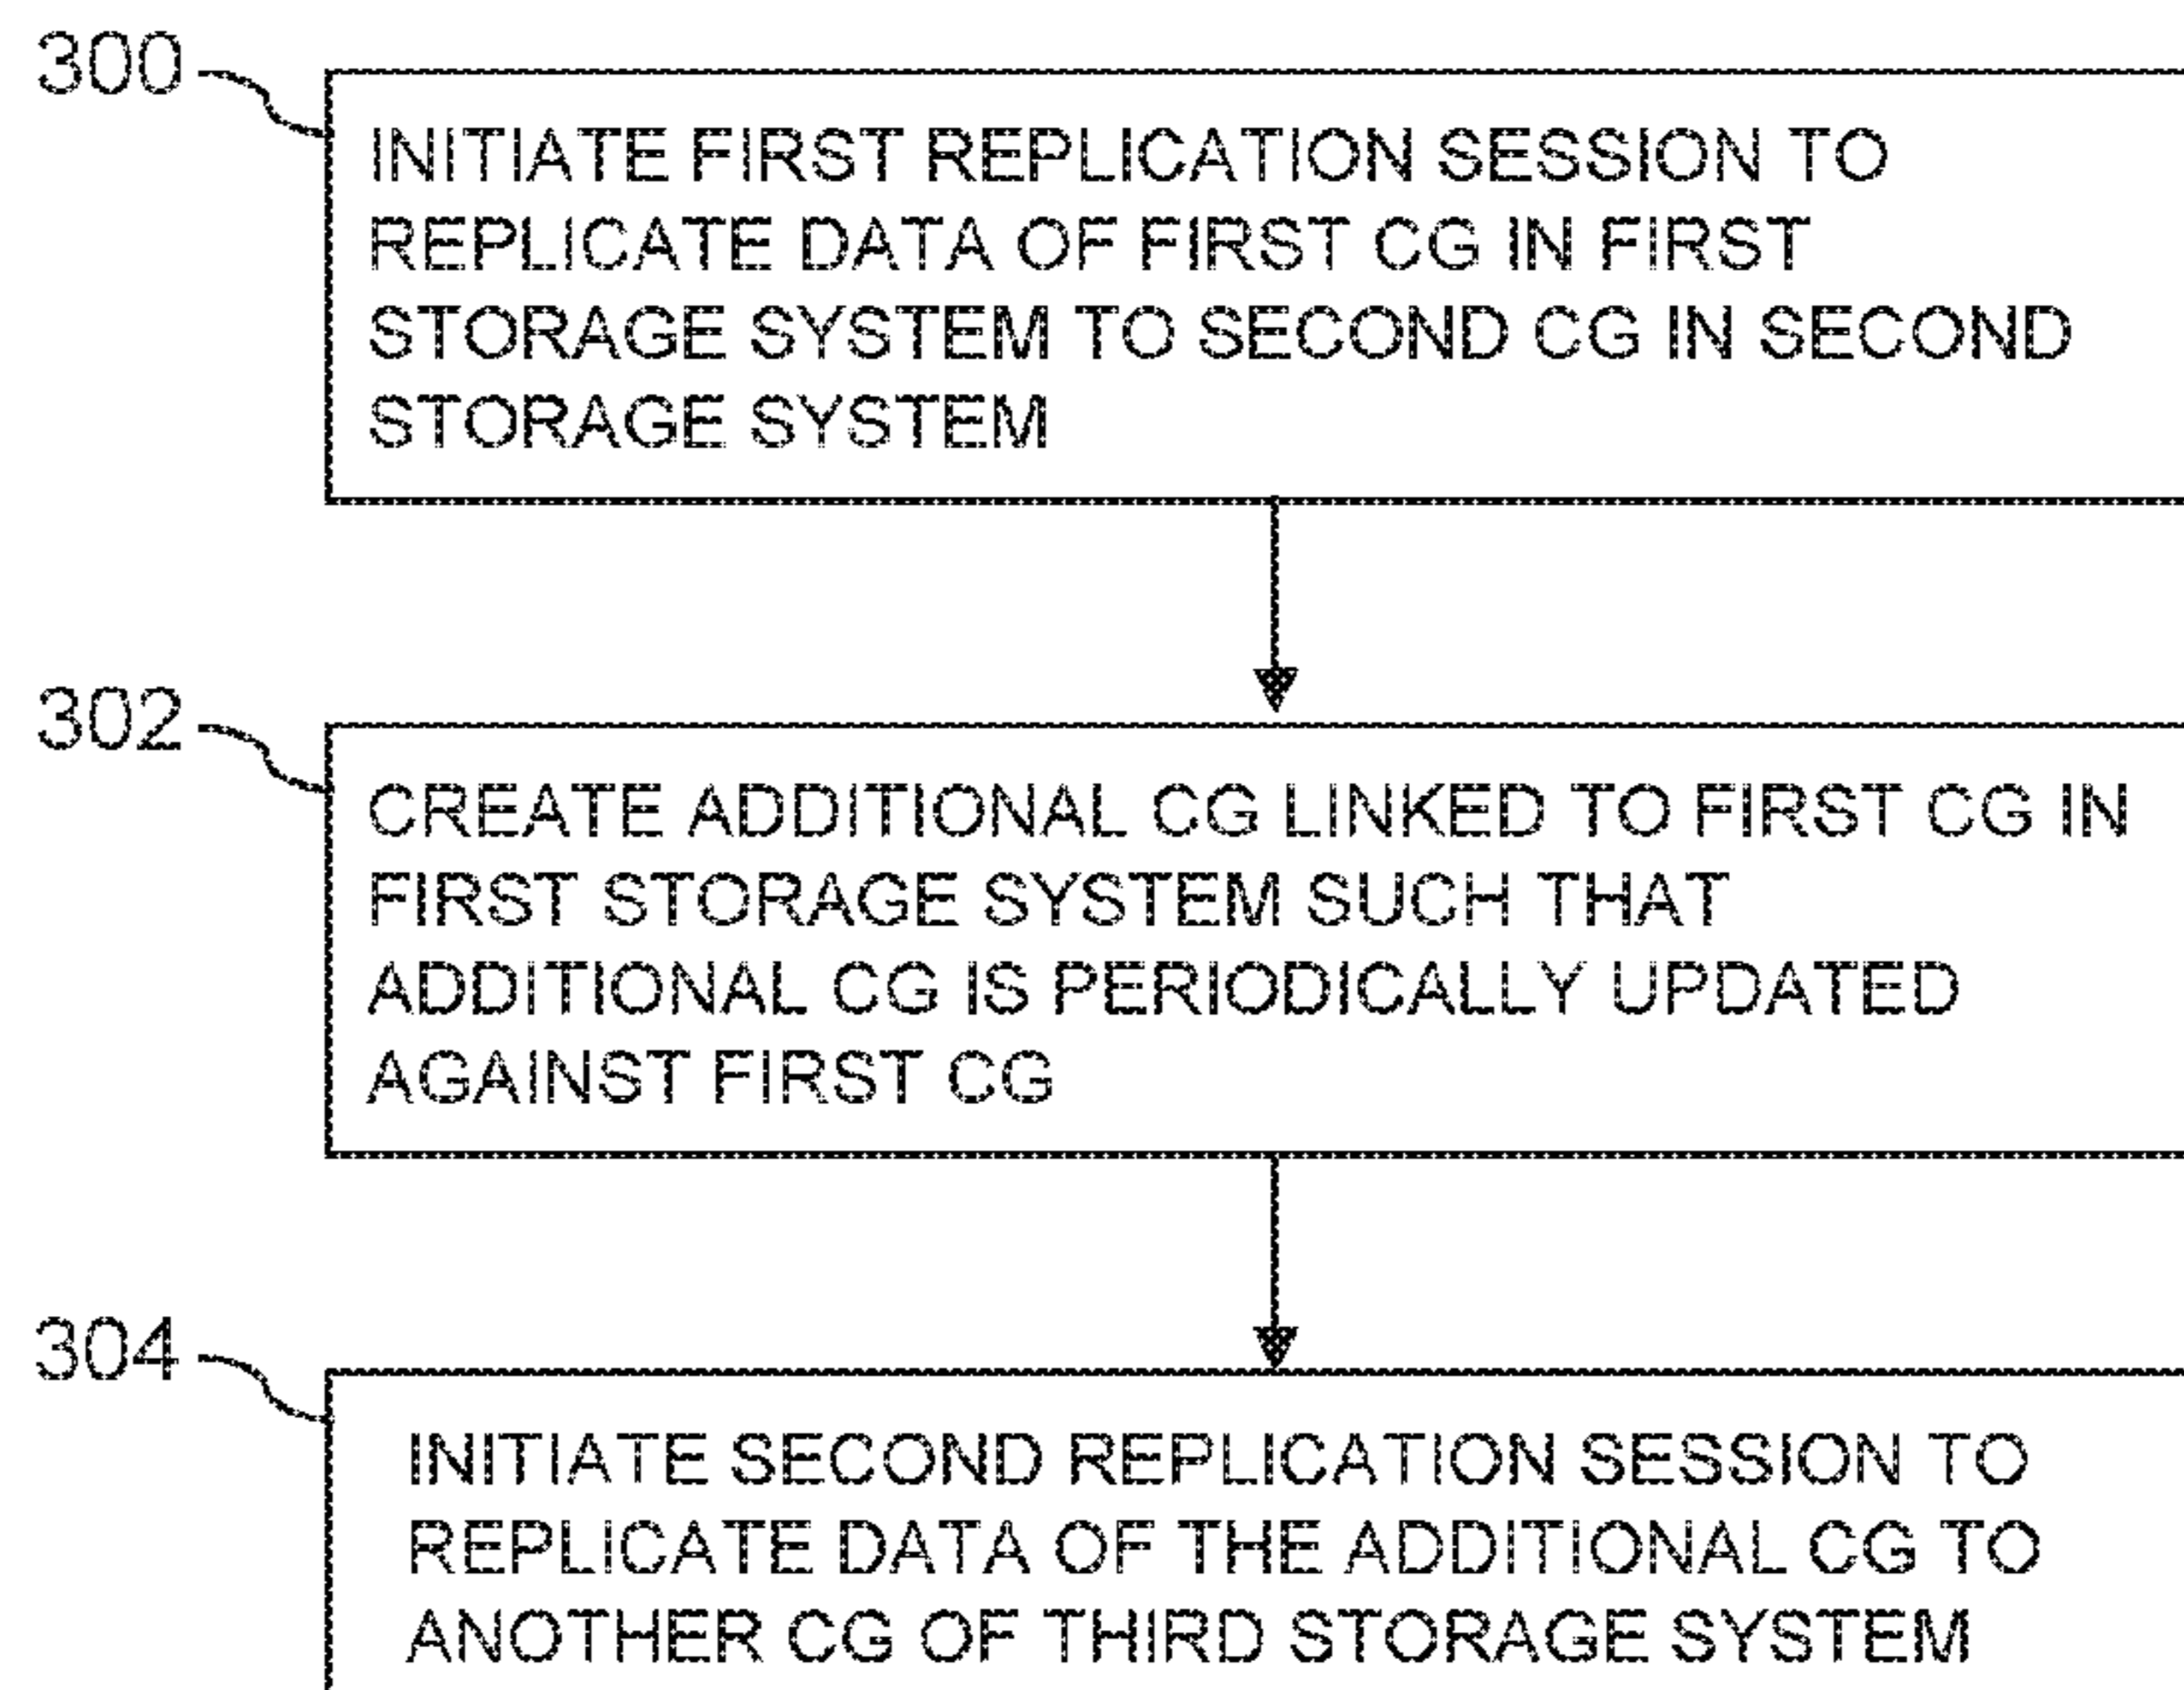 300
INITIATE FIRST REPLICATION SESSION TO
REPLICATE DATA OF FIRST CG IN FIRST
STORAGE SYSTEM TO SECOND CG IN SECOND
STORAGE SYSTEM
302
CREATE ADDITIONAL CG LINKED TO FIRST CG IN
FIRST STORAGE SYSTEM SUCH THAT
ADDITIONAL CG IS PERIODICALLY UPDATED
AGAINST FIRST CG
304
INITIATE SECOND REPLICATION SESSION TO
REPLICATE DATA OF THE ADDITIONAL CG TO
ANOTHER CG OF THIRD STORAGE SYSTEM